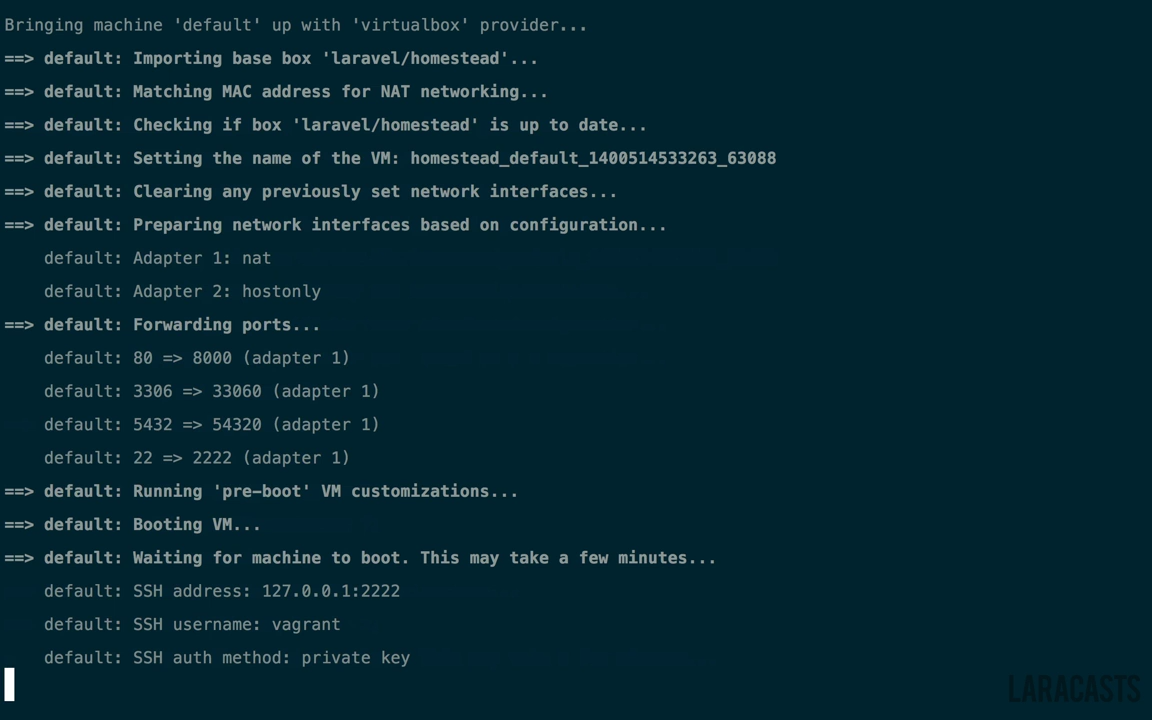 Bringing machine 'default' up with 'virtualbox' provider...
==> default: Importing base box 'laravel/homestead'...
==> default: Matching MAC address for NAT networking...
==> default: Checking if box 'laravel/homestead' is up to date...
==> default: Setting the name of the VM: homestead_default_1400514533263_63088
==> default: Clearing any previously set network interfaces...
==> default: Preparing network interfaces based on configuration...
    default: Adapter 1: nat
    default: Adapter 2: hostonly
==> default: Forwarding ports...
    default: 80 => 8000 (adapter 1)
    default: 3306 => 33060 (adapter 1)
    default: 5432 => 54320 (adapter 1)
    default: 22 => 2222 (adapter 1)
==> default: Running 'pre-boot' VM customizations...
==> default: Booting VM...
==> default: Waiting for machine to boot. This may take a few minutes...
    default: SSH address: 127.0.0.1:2222
    default: SSH username: vagrant
    default: SSH auth method: private key
LARACASTS